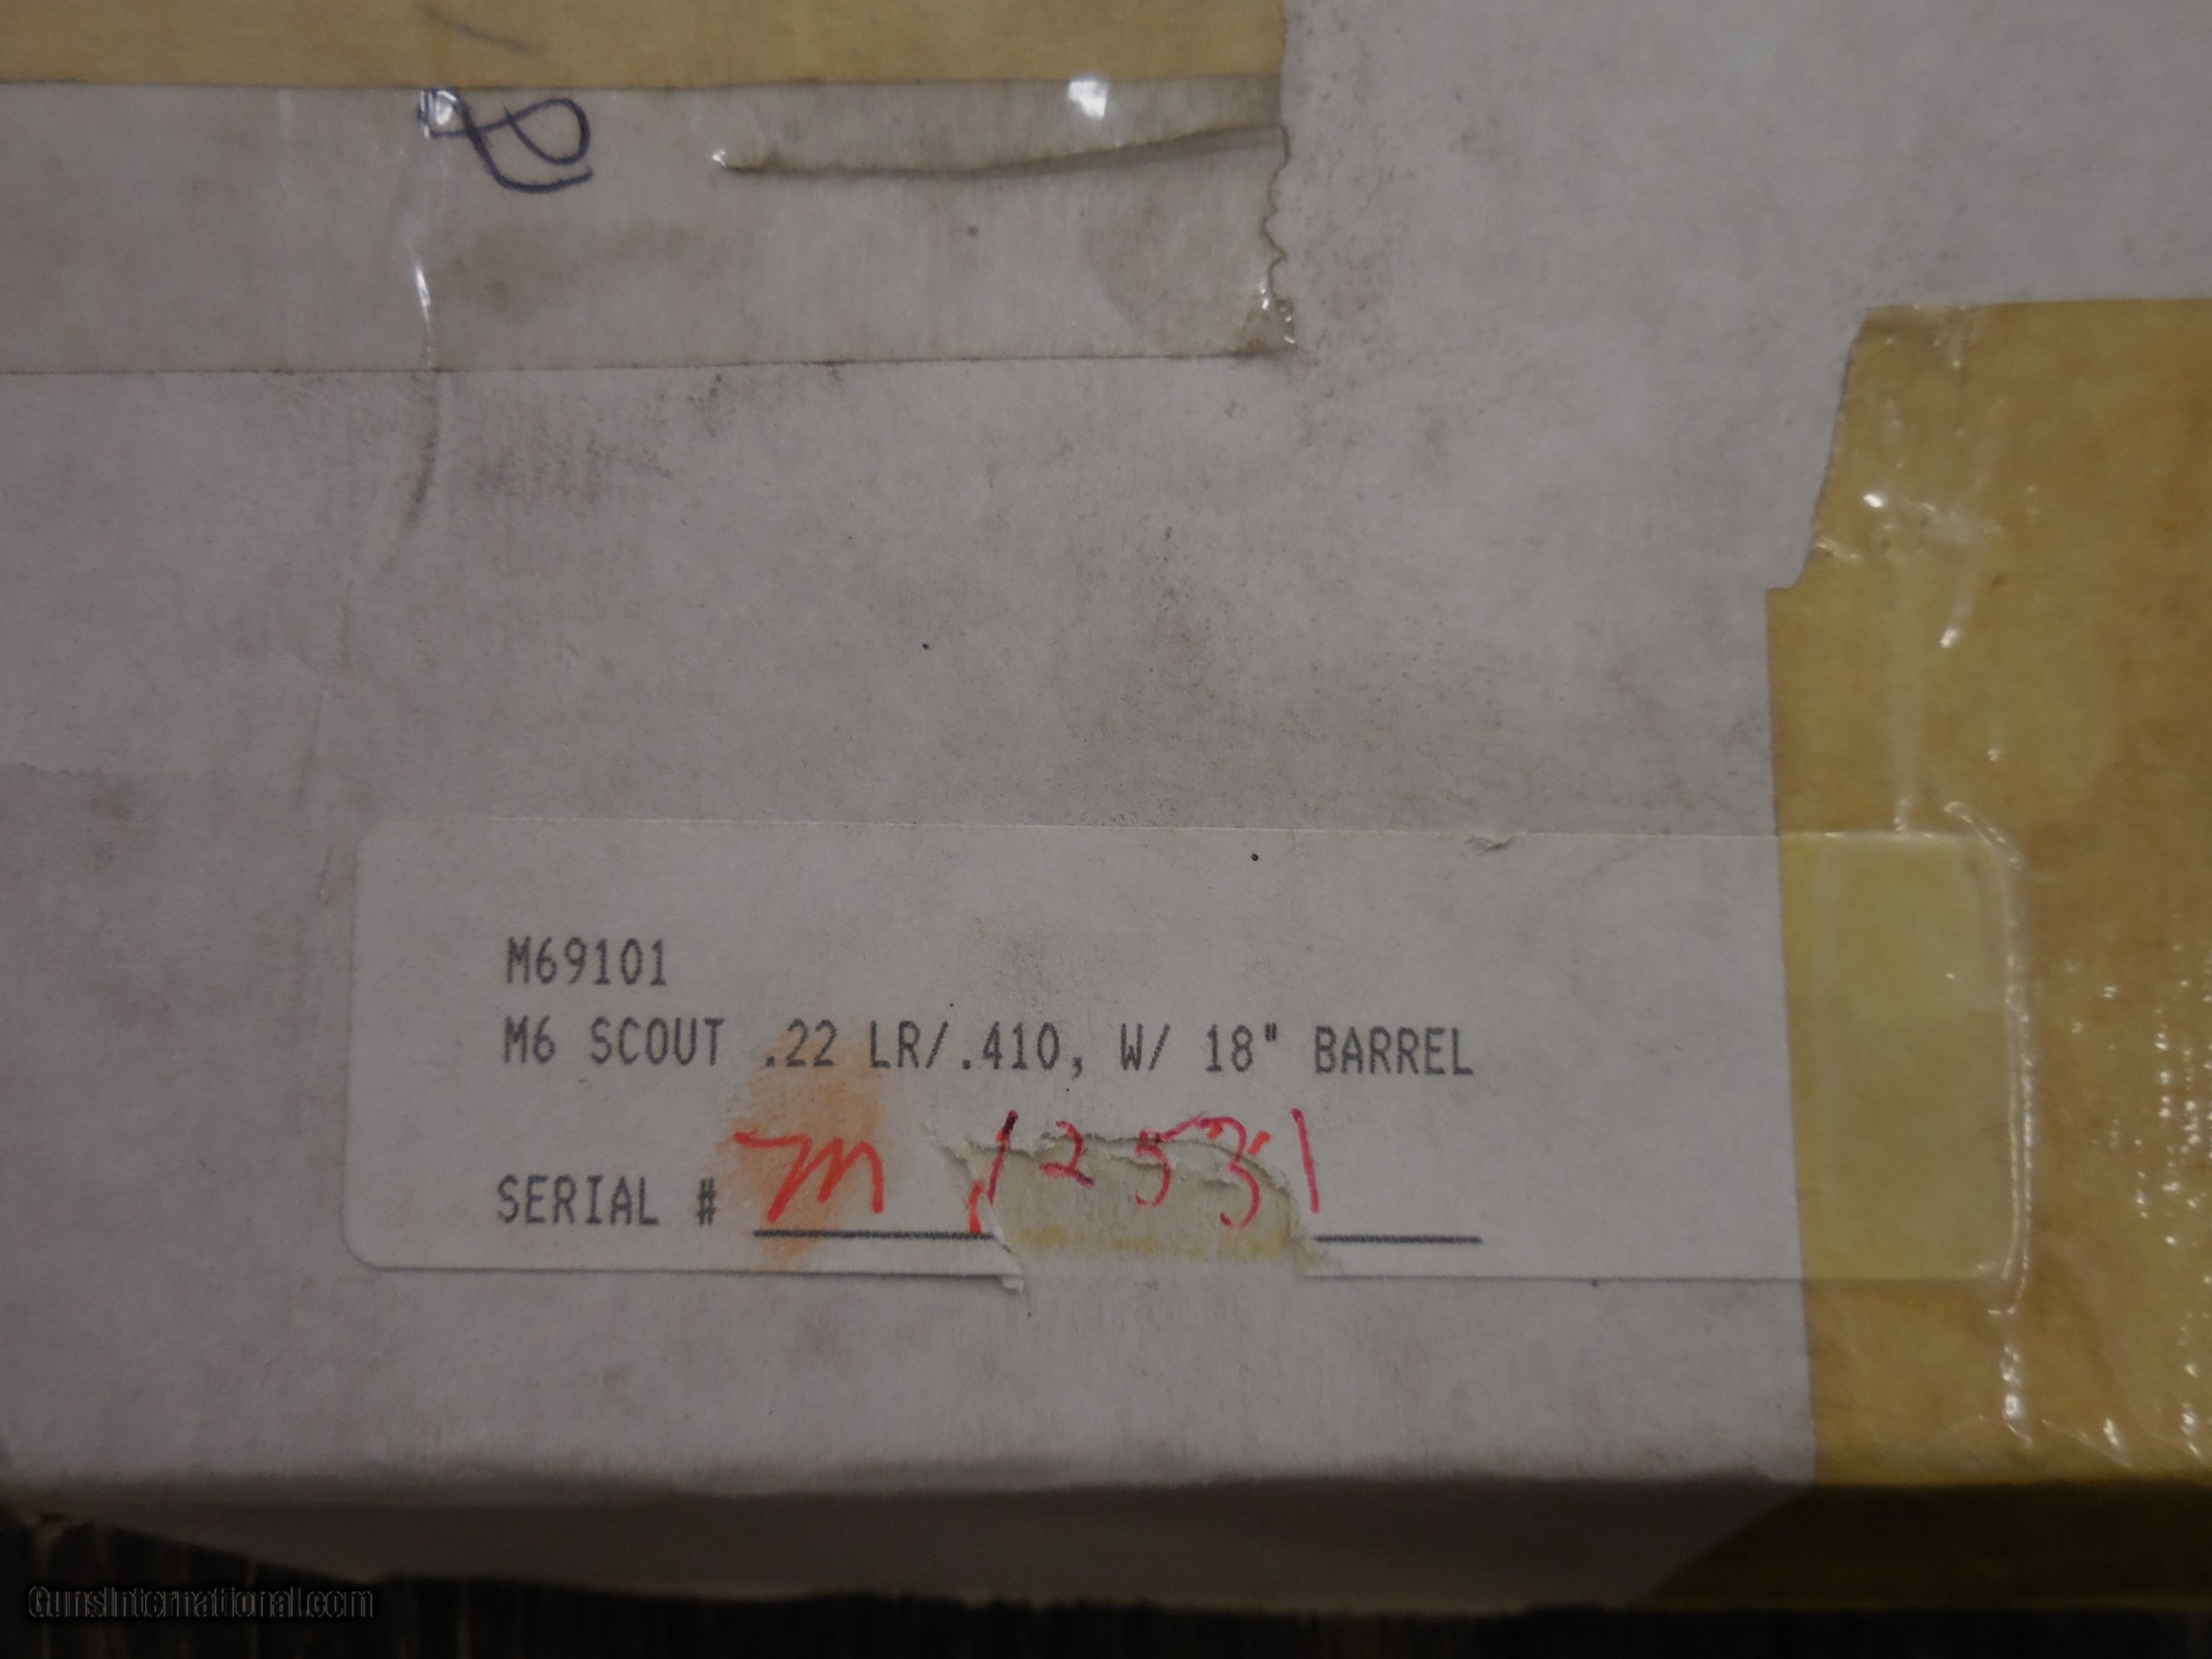 M69101
M6 SCOUT .22 LR/.410, W/ 18" BARREL
SERIAL # M 12531
GunsInternational.com